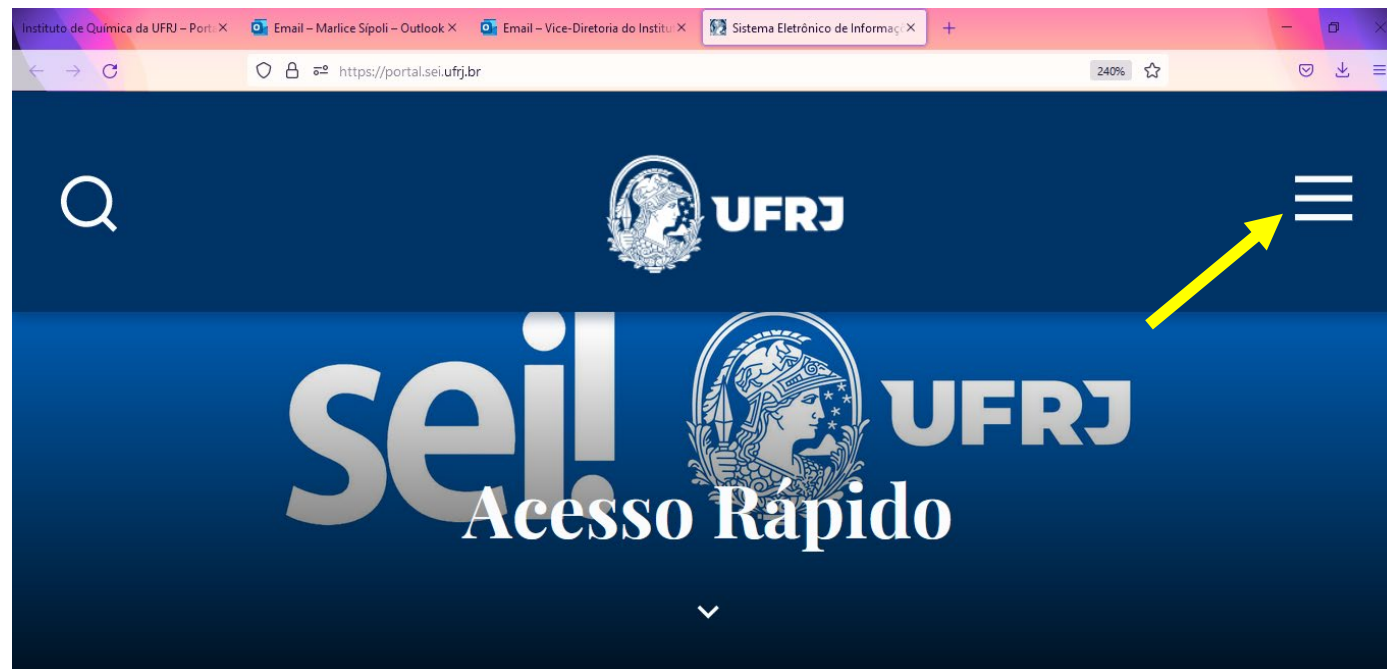 Instituto de Química da UFRJ – Port
Email – Marlice Sípoli – Outlook
Email – Vice-Diretoria do Institu
Sistema Eletrônico de Informaç
https://portal.sei.ufrj.br
240%
UFRJ
sei! UFRJ
Acesso Rápido